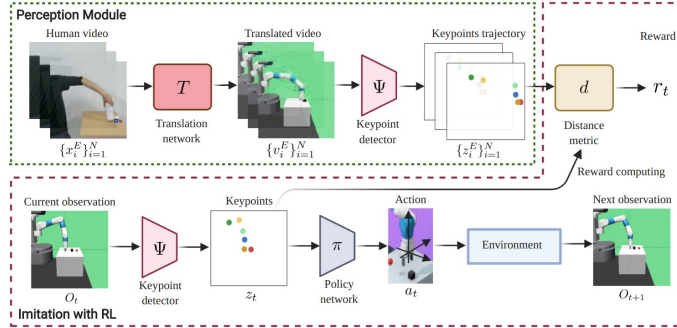 Perception Module
Human video
Translated video
Keypoints trajectory
Reward
T
Ψ
d
r_t
Translation
network
Keypoint
detector
Distance
metric
{x_i^E}_{i=1}^N
{v_i^E}_{i=1}^N
{z_i^E}_{i=1}^N
Reward computing
Current observation
Keypoints
Action
Next observation
Ψ
π
Environment
Keypoint
detector
Policy
network
O_t
z_t
a_t
O_{t+1}
Imitation with RL